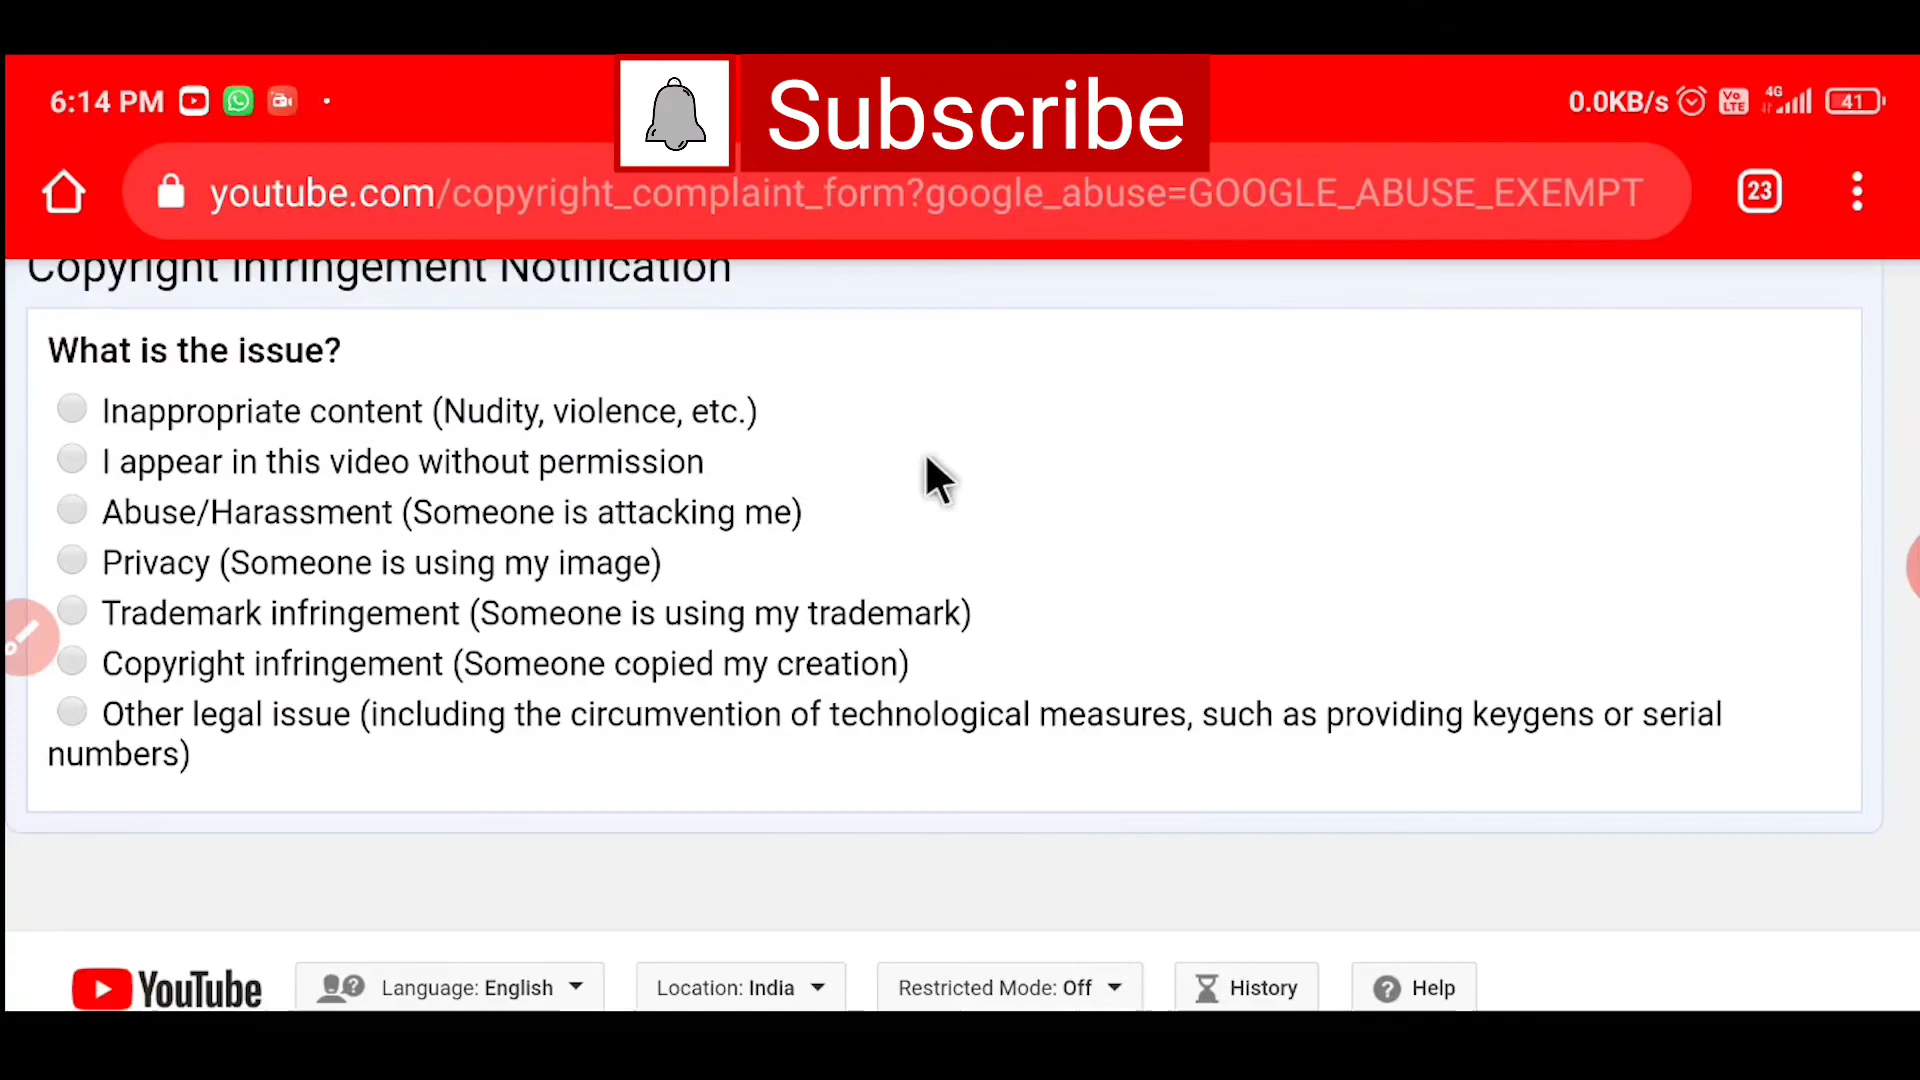 6:14 PM
Subscribe
0.0KB/s
Vo LTE
4G
41
youtube.com/copyright_complaint_form?google_abuse=GOOGLE_ABUSE_EXEMPT
23
Copyright Infringement Notification
What is the issue?
Inappropriate content (Nudity, violence, etc.)
I appear in this video without permission
Abuse/Harassment (Someone is attacking me)
Privacy (Someone is using my image)
Trademark infringement (Someone is using my trademark)
Copyright infringement (Someone copied my creation)
Other legal issue (including the circumvention of technological measures, such as providing keygens or serial
numbers)
YouTube
Language: English
Location: India
Restricted Mode: Off
History
Help